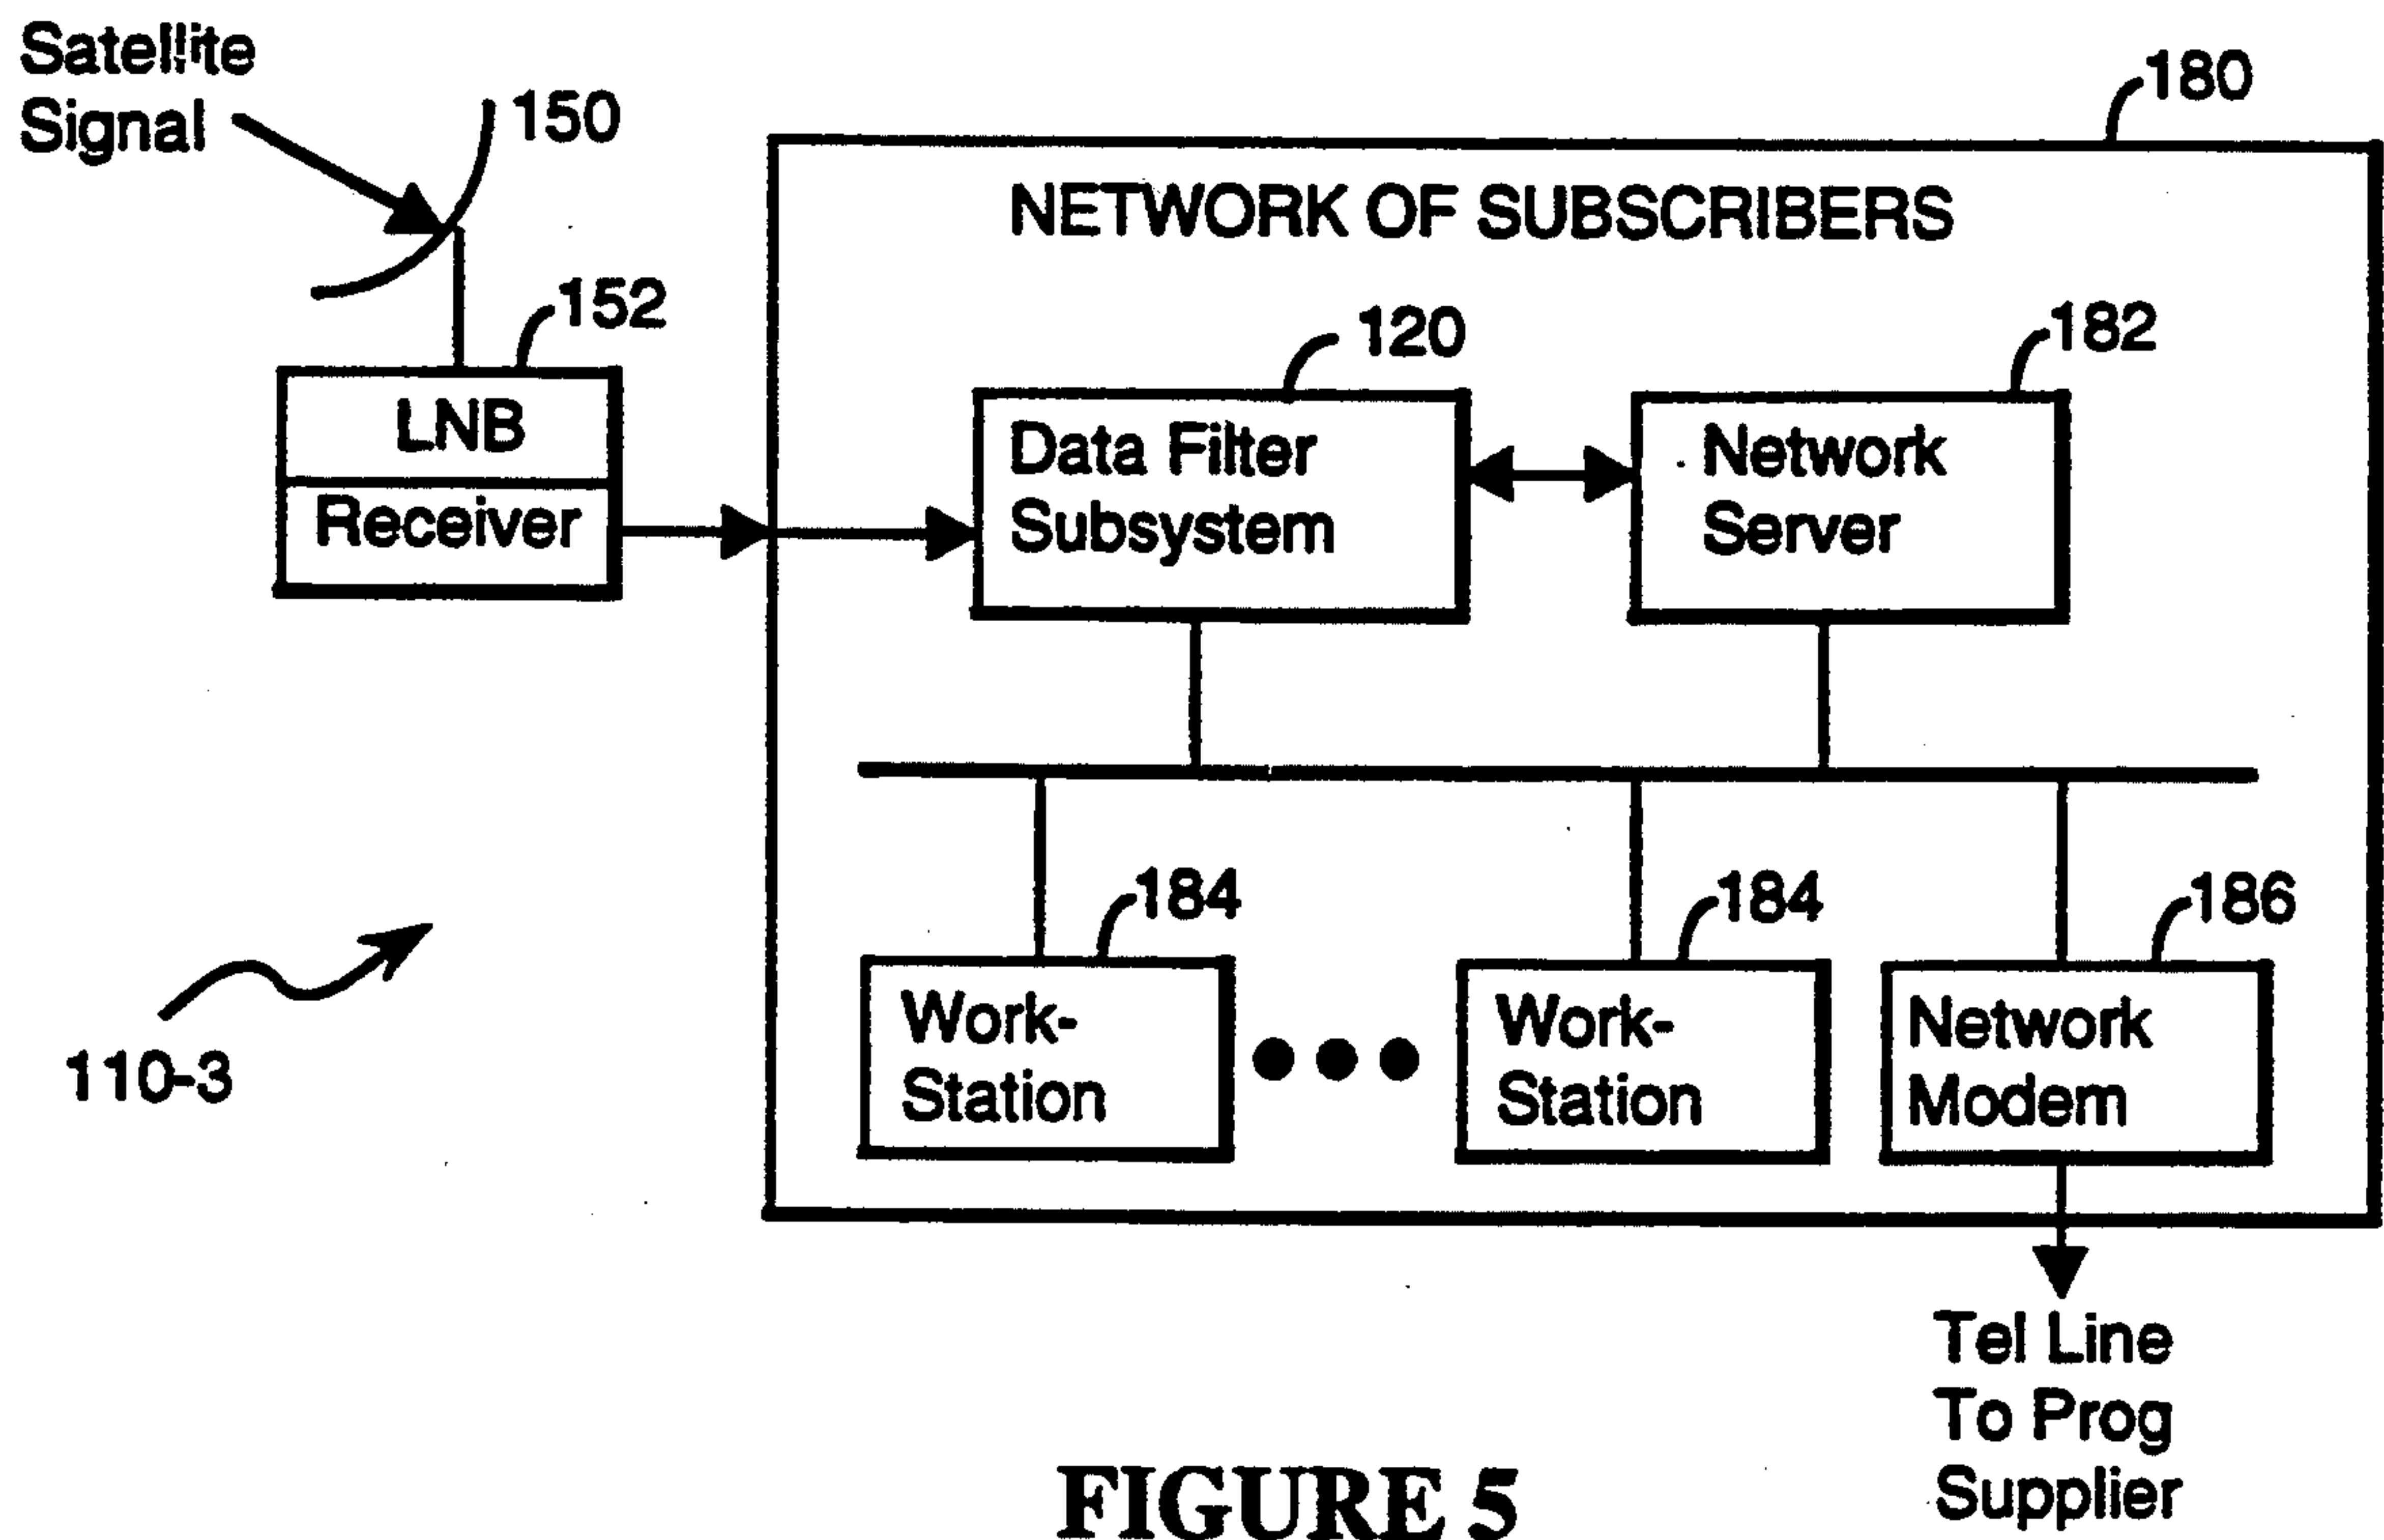 Satellite
Signal
150
180
NETWORK OF SUBSCRIBERS
152
120
182
LNB
Receiver
Data Filter
Subsystem
Network
Server
184
184
186
110-3
Work-
Station
Work-
Station
Network
Modem
Tel Line
To Prog
Supplier
FIGURE 5